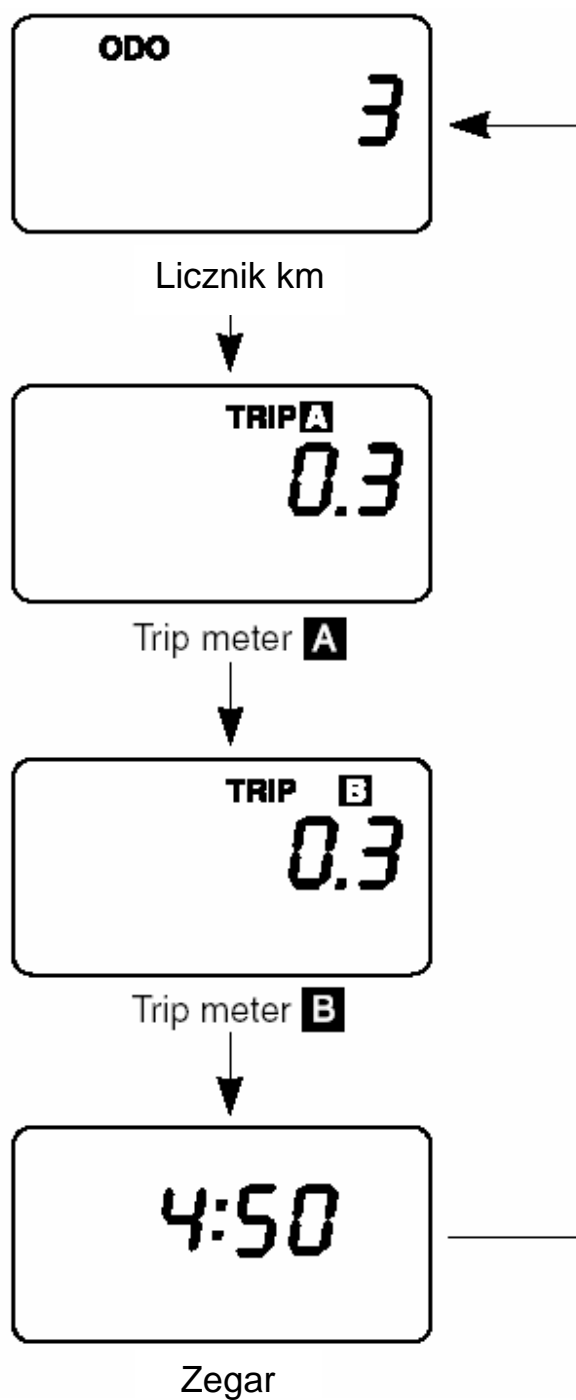 ODO
3
Licznik km
TRIP A
0.3
Trip meter A
TRIP B
0.3
Trip meter B
4:50
Zegar